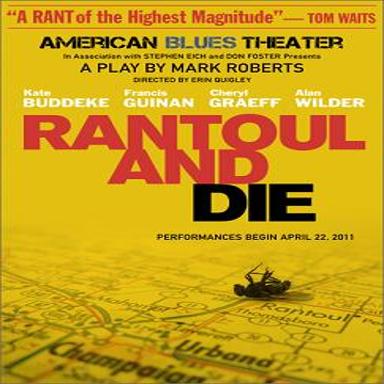 “A RANT of the Highest Magnitude”— TOM WAITS
AMERICAN BLUES THEATER
In Association with STEPHEN EICH and DON FOSTER Presents
A PLAY BY MARK ROBERTS
DIRECTED BY ERIN QUIGLEY
Kate Francis Cheryl Alan
BUDDEKE GUINAN GRAEFF WILDER
RANTOUL
AND
DIE
PERFORMANCES BEGIN APRIL 22, 2011
Rantoul
Mahomet
Thomasboro
Urbana
Champaign